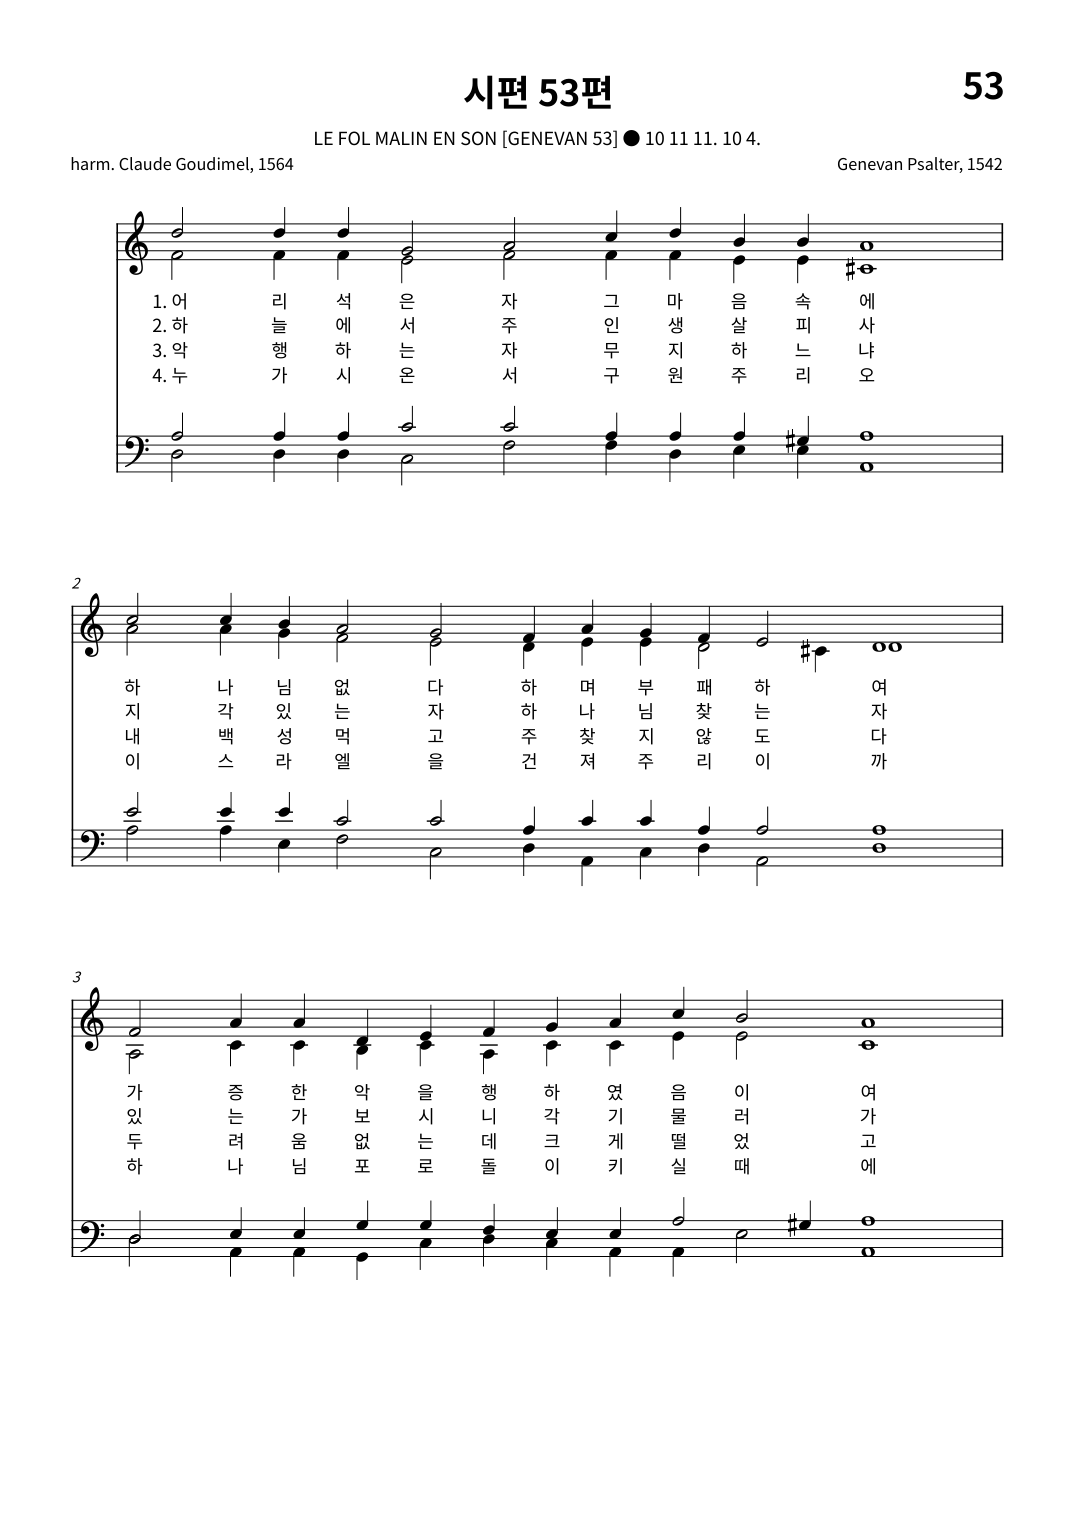 시편 53편
53
LE FOL MALIN EN SON [GENEVAN 53] ● 10 11 11. 10 4.
harm. Claude Goudimel, 1564
Genevan Psalter, 1542
1. 어 리 석 은 자 그 마 음 속 에
2. 하 늘 에 서 주 인 생 살 피 사
3. 악 행 하 는 자 무 지 하 느 냐
4. 누 가 시 온 서 구 원 주 리 오
2
하 나 님 없 다 하 며 부 패 하 여
지 각 있 는 자 하 나 님 찾 는 자
내 백 성 먹 고 주 찾 지 않 도 다
이 스 라 엘 을 건 져 주 리 이 까
3
가 증 한 악 을 행 하 였 음 이 여
있 는 가 보 시 니 각 기 물 러 가
두 려 움 없 는 데 크 게 떨 었 고
하 나 님 포 로 돌 이 키 실 때 에